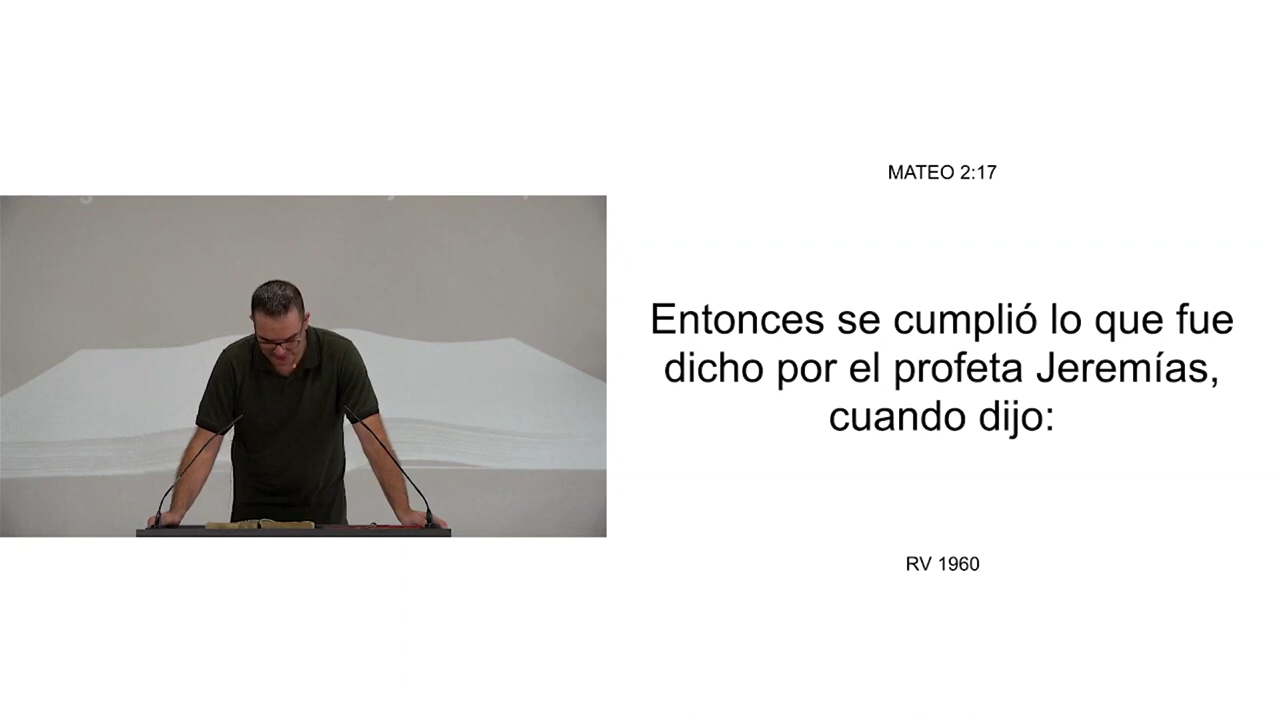 MATEO 2:17
Entonces se cumplió lo que fue
dicho por el profeta Jeremías,
cuando dijo:
RV 1960